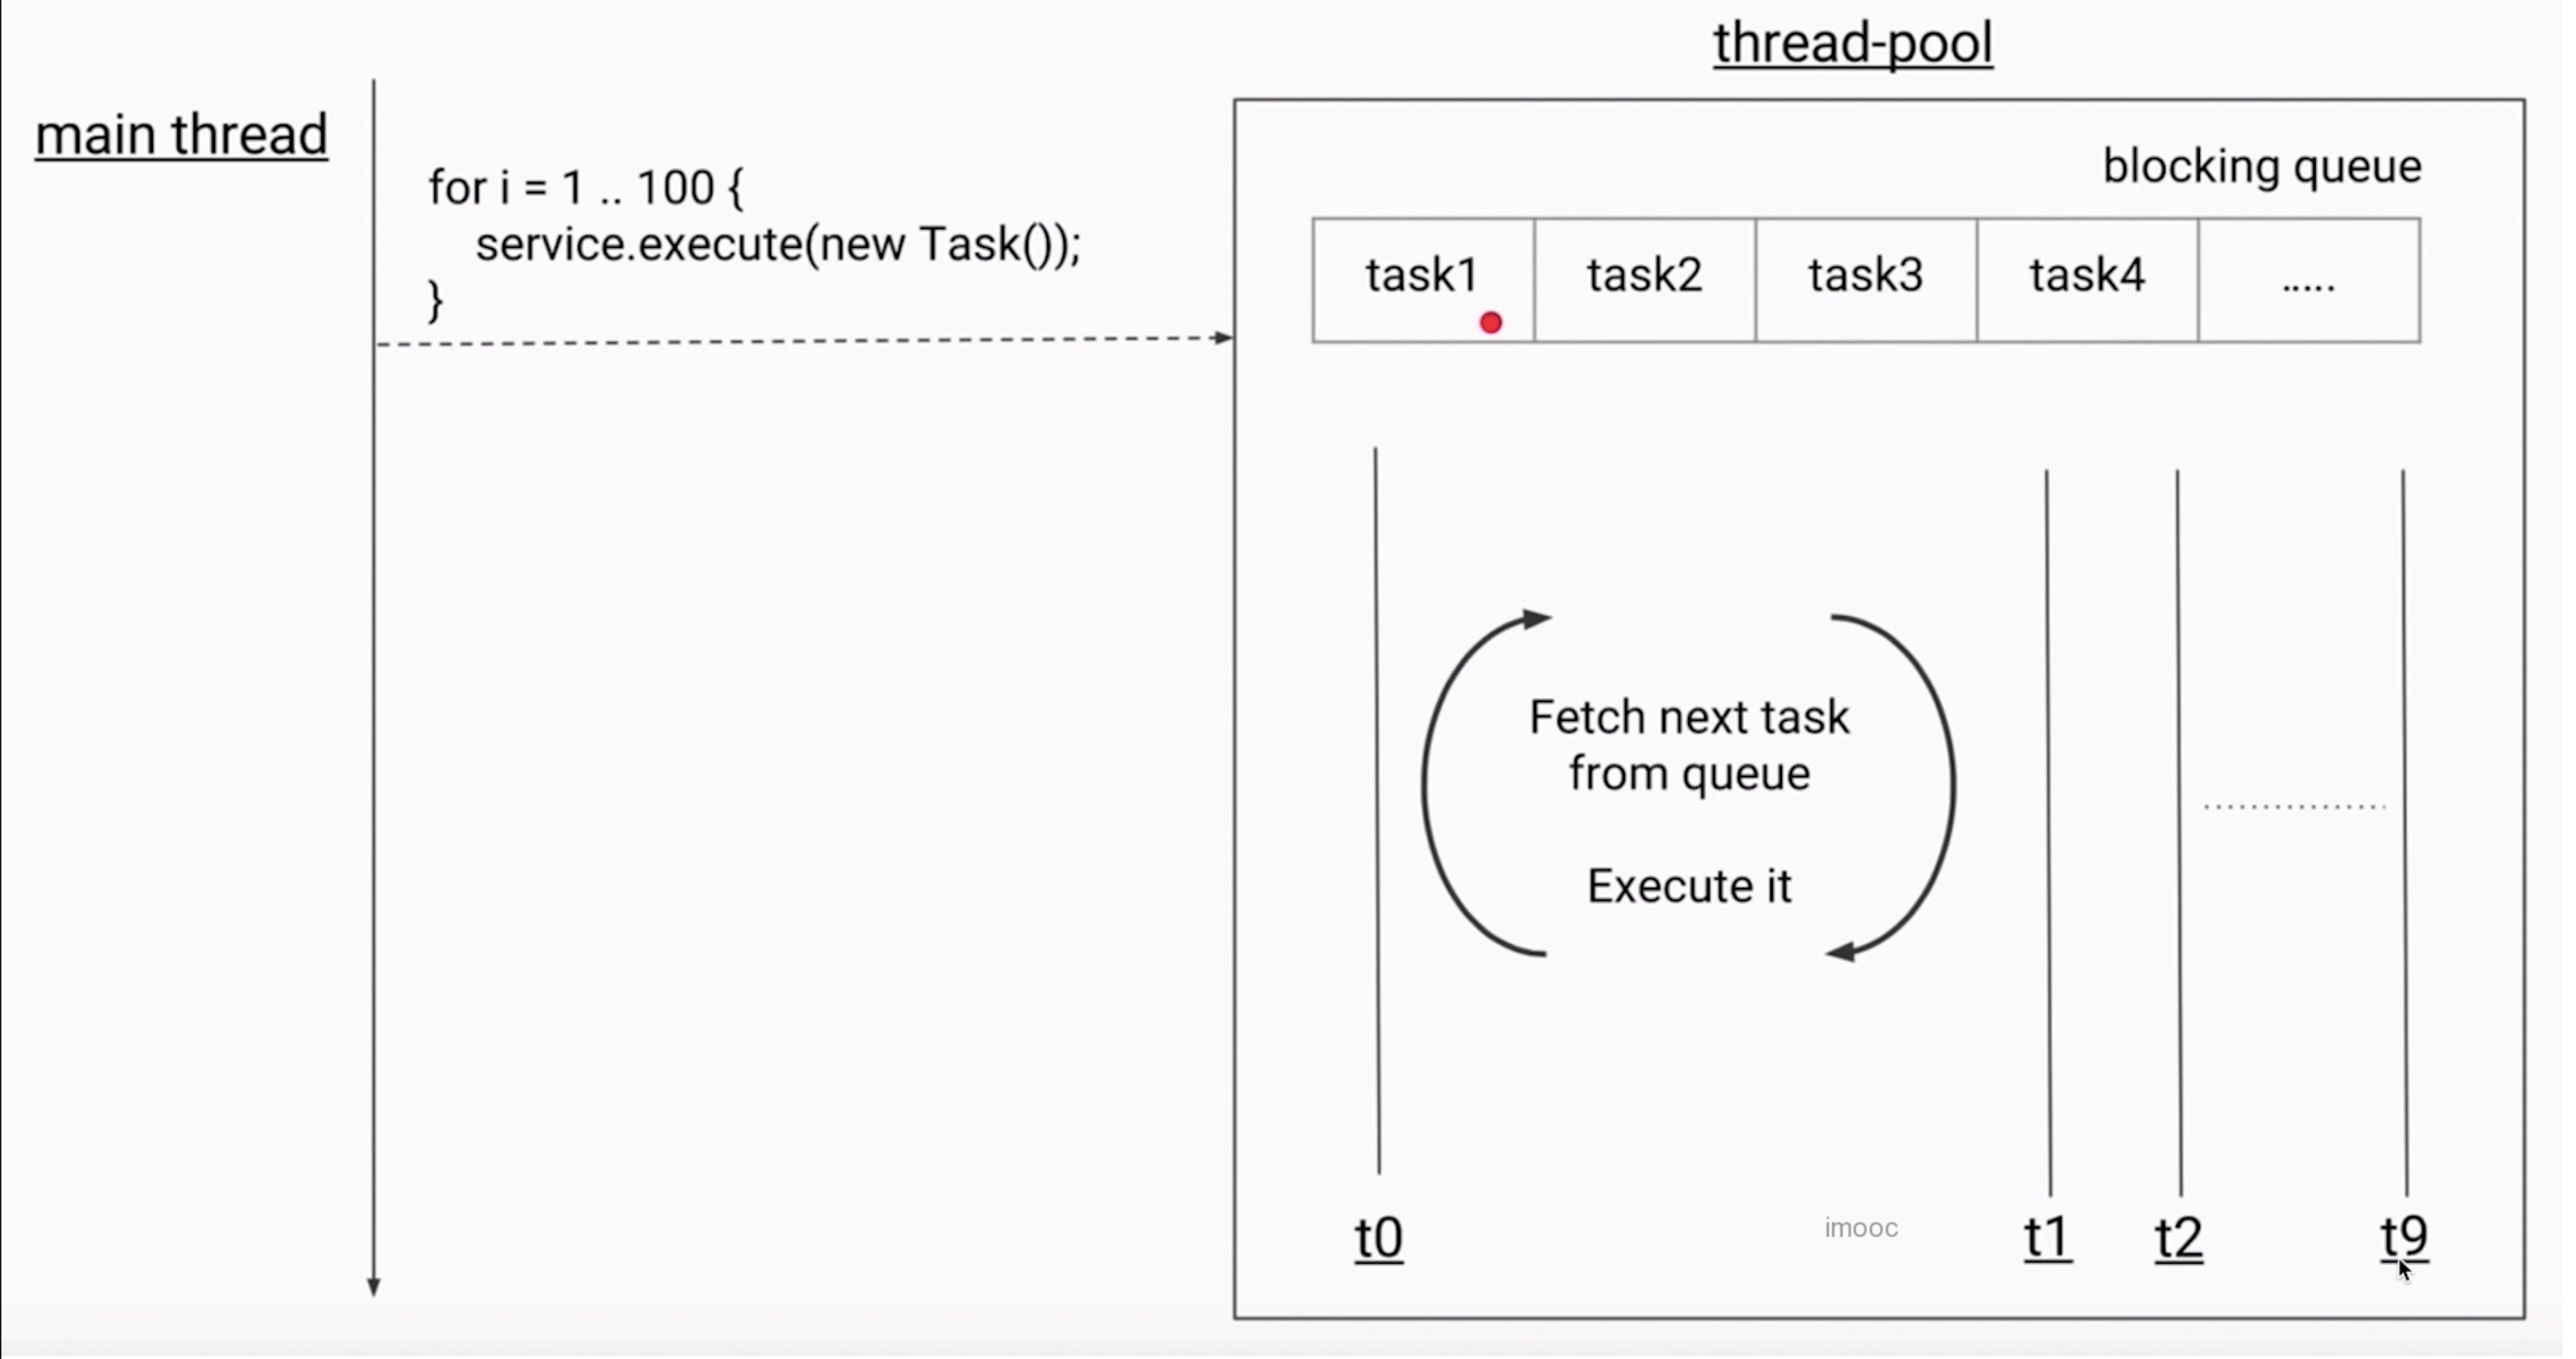 thread-pool
main thread
for i = 1 .. 100 {
service.execute(new Task());
}
blocking queue
task1
task2
task3
task4
.....
Fetch next task
from queue
Execute it
t0
imooc
t1
t2
t9